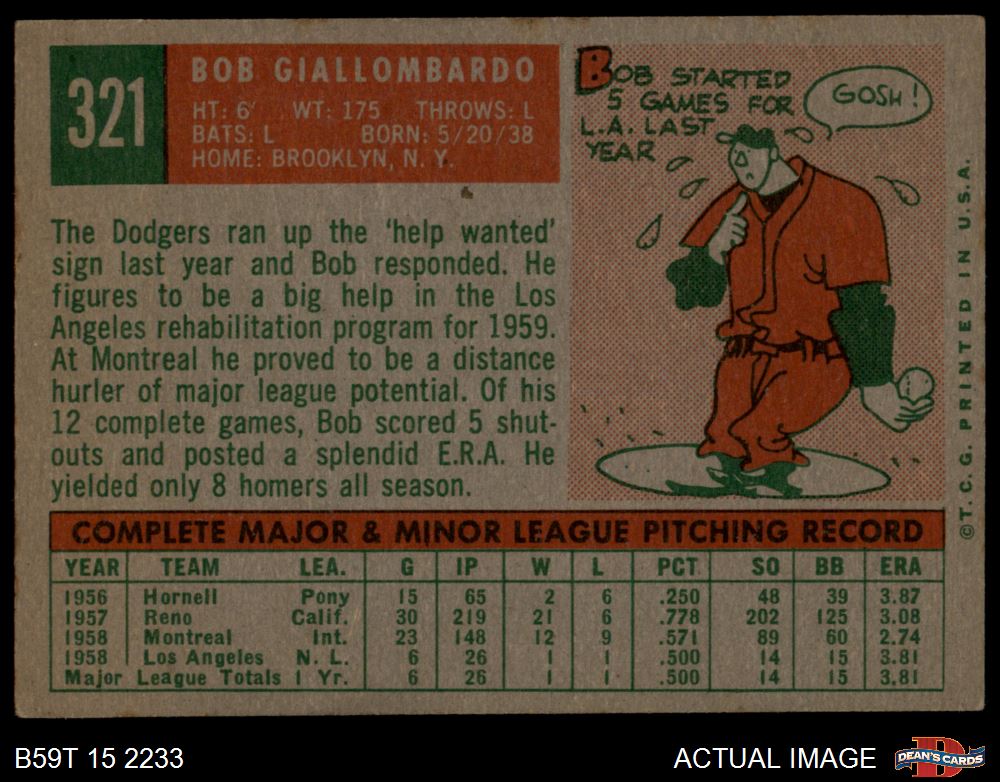 321
BOB GIALLOMBARDO
HT: 6' WT: 175 THROWS: L
BATS: L BORN: 5/20/38
HOME: BROOKLYN, N. Y.
BOB STARTED
5 GAMES FOR
L.A. LAST
YEAR
GOSH!
The Dodgers ran up the 'help wanted'
sign last year and Bob responded. He
figures to be a big help in the Los
Angeles rehabilitation program for 1959.
At Montreal he proved to be a distance
hurler of major league potential. Of his
12 complete games, Bob scored 5 shut-
outs and posted a splendid E.R.A. He
yielded only 8 homers all season.
COMPLETE MAJOR & MINOR LEAGUE PITCHING RECORD
YEAR TEAM LEA. G IP W L PCT SO BB ERA
1956 Hornell Pony 15 65 2 6 .250 48 39 3.87
1957 Reno Calif. 30 219 21 6 .778 202 125 3.08
1958 Montreal Int. 23 148 12 9 .571 89 60 2.74
1958 Los Angeles N. L. 6 26 1 1 .500 14 15 3.81
Major League Totals 1 Yr. 6 26 1 1 .500 14 15 3.81
©T. C. G. PRINTED IN U.S.A.
B59T 15 2233
ACTUAL IMAGE
D
DEAN'S CARDS